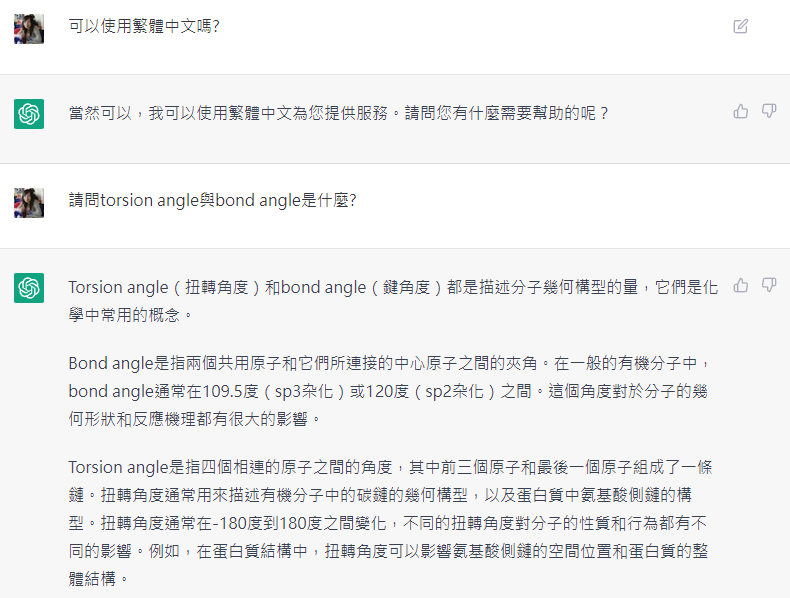 可以使用繁體中文嗎?
當然可以，我可以使用繁體中文為您提供服務。請問您有什麼需要幫助的呢？
請問torsion angle與bond angle是什麼?
Torsion angle（扭轉角度）和bond angle（鍵角度）都是描述分子幾何構型的量，它們是化
學中常用的概念。
Bond angle是指兩個共用原子和它們所連接的中心原子之間的夾角。在一般的有機分子中，
bond angle通常在109.5度（sp3杂化）或120度（sp2杂化）之間。這個角度對於分子的幾
何形狀和反應機理都有很大的影響。
Torsion angle是指四個相連的原子之間的角度，其中前三個原子和最後一個原子組成了一條
鏈。扭轉角度通常用來描述有機分子中的碳鏈的幾何構型，以及蛋白質中氨基酸側鏈的構
型。扭轉角度通常在-180度到180度之間變化，不同的扭轉角度對分子的性質和行為都有不
同的影響。例如，在蛋白質結構中，扭轉角度可以影響氨基酸側鏈的空間位置和蛋白質的整
體結構。